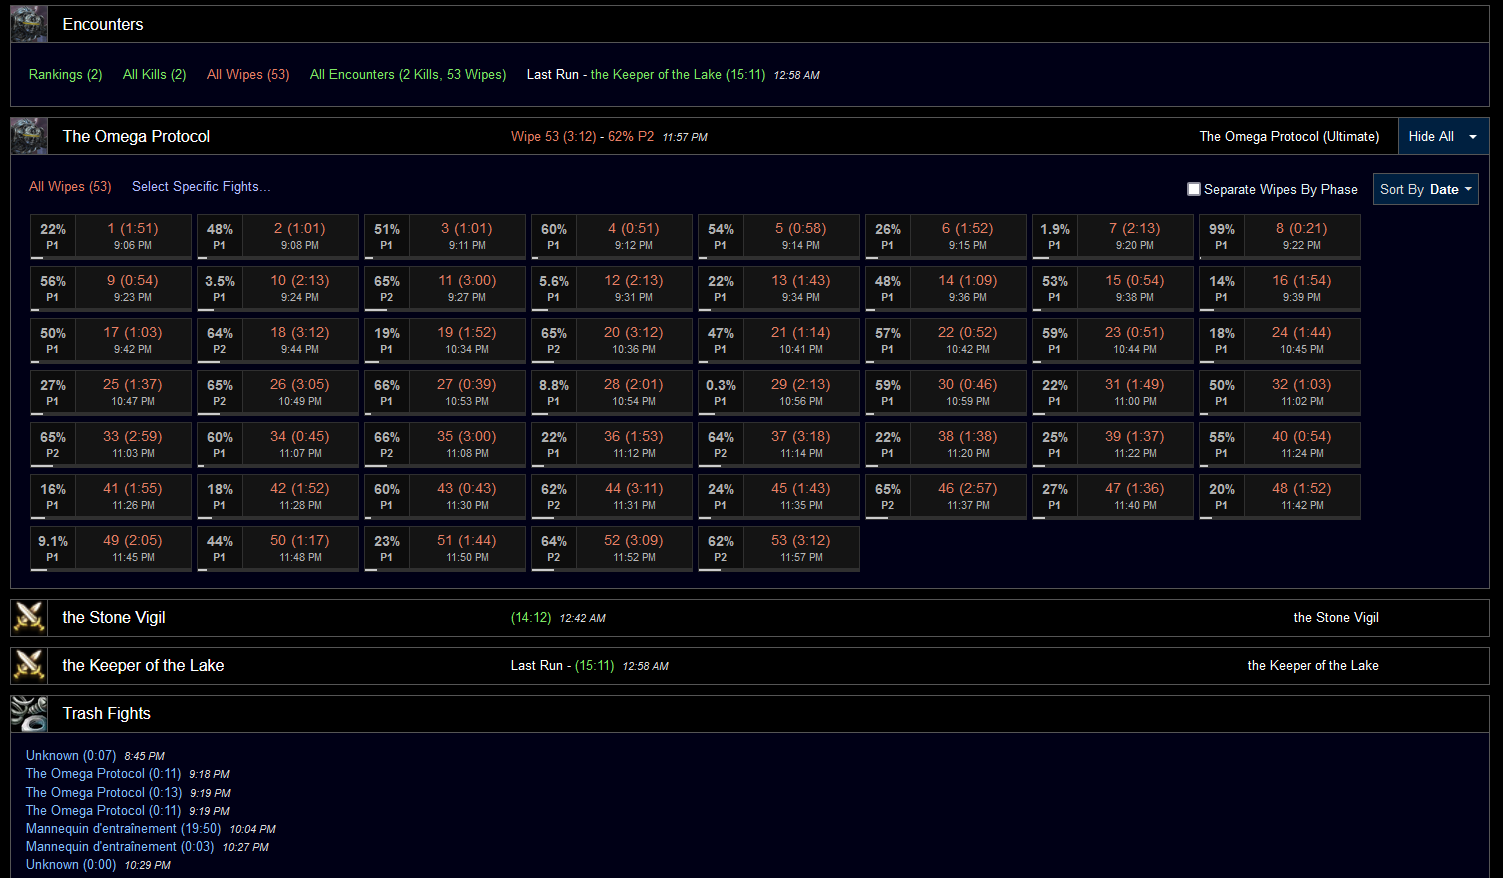 Encounters
Rankings (2) All Kills (2) All Wipes (53) All Encounters (2 Kills, 53 Wipes) Last Run - the Keeper of the Lake (15:11) 12:58 AM
The Omega Protocol Wipe 53 (3:12) - 62% P2 11:57 PM The Omega Protocol (Ultimate) Hide All
All Wipes (53) Select Specific Fights... Separate Wipes By Phase Sort By Date
22% 1 (1:51) 48% 2 (1:01) 51% 3 (1:01) 60% 4 (0:51) 54% 5 (0:58) 26% 6 (1:52) 1.9% 7 (2:13) 99% 8 (0:21)
P1 9:06 PM P1 9:08 PM P1 9:11 PM P1 9:12 PM P1 9:14 PM P1 9:15 PM P1 9:20 PM P1 9:22 PM
56% 9 (0:54) 3.5% 10 (2:13) 65% 11 (3:00) 5.6% 12 (2:13) 22% 13 (1:43) 48% 14 (1:09) 53% 15 (0:54) 14% 16 (1:54)
P1 9:23 PM P1 9:24 PM P2 9:27 PM P1 9:31 PM P1 9:34 PM P1 9:36 PM P1 9:38 PM P1 9:39 PM
50% 17 (1:03) 64% 18 (3:12) 19% 19 (1:52) 65% 20 (3:12) 47% 21 (1:14) 57% 22 (0:52) 59% 23 (0:51) 18% 24 (1:44)
P1 9:42 PM P2 9:44 PM P1 10:34 PM P2 10:36 PM P1 10:41 PM P1 10:42 PM P1 10:44 PM P1 10:45 PM
27% 25 (1:37) 65% 26 (3:05) 66% 27 (0:39) 8.8% 28 (2:01) 0.3% 29 (2:13) 59% 30 (0:46) 22% 31 (1:49) 50% 32 (1:03)
P1 10:47 PM P2 10:49 PM P1 10:53 PM P1 10:54 PM P1 10:56 PM P1 10:59 PM P1 11:00 PM P1 11:02 PM
65% 33 (2:59) 60% 34 (0:45) 66% 35 (3:00) 22% 36 (1:53) 64% 37 (3:18) 22% 38 (1:38) 25% 39 (1:37) 55% 40 (0:54)
P2 11:03 PM P1 11:07 PM P2 11:08 PM P1 11:12 PM P2 11:14 PM P1 11:20 PM P1 11:22 PM P1 11:24 PM
16% 41 (1:55) 18% 42 (1:52) 60% 43 (0:43) 62% 44 (3:11) 24% 45 (1:43) 65% 46 (2:57) 27% 47 (1:36) 20% 48 (1:52)
P1 11:26 PM P1 11:28 PM P1 11:30 PM P2 11:31 PM P1 11:35 PM P2 11:37 PM P1 11:40 PM P1 11:42 PM
9.1% 49 (2:05) 44% 50 (1:17) 23% 51 (1:44) 64% 52 (3:09) 62% 53 (3:12)
P1 11:45 PM P1 11:48 PM P1 11:50 PM P2 11:52 PM P2 11:57 PM
the Stone Vigil (14:12) 12:42 AM the Stone Vigil
the Keeper of the Lake Last Run - (15:11) 12:58 AM the Keeper of the Lake
Trash Fights
Unknown (0:07) 8:45 PM
The Omega Protocol (0:11) 9:18 PM
The Omega Protocol (0:13) 9:19 PM
The Omega Protocol (0:11) 9:19 PM
Mannequin d'entraînement (19:50) 10:04 PM
Mannequin d'entraînement (0:03) 10:27 PM
Unknown (0:00) 10:29 PM